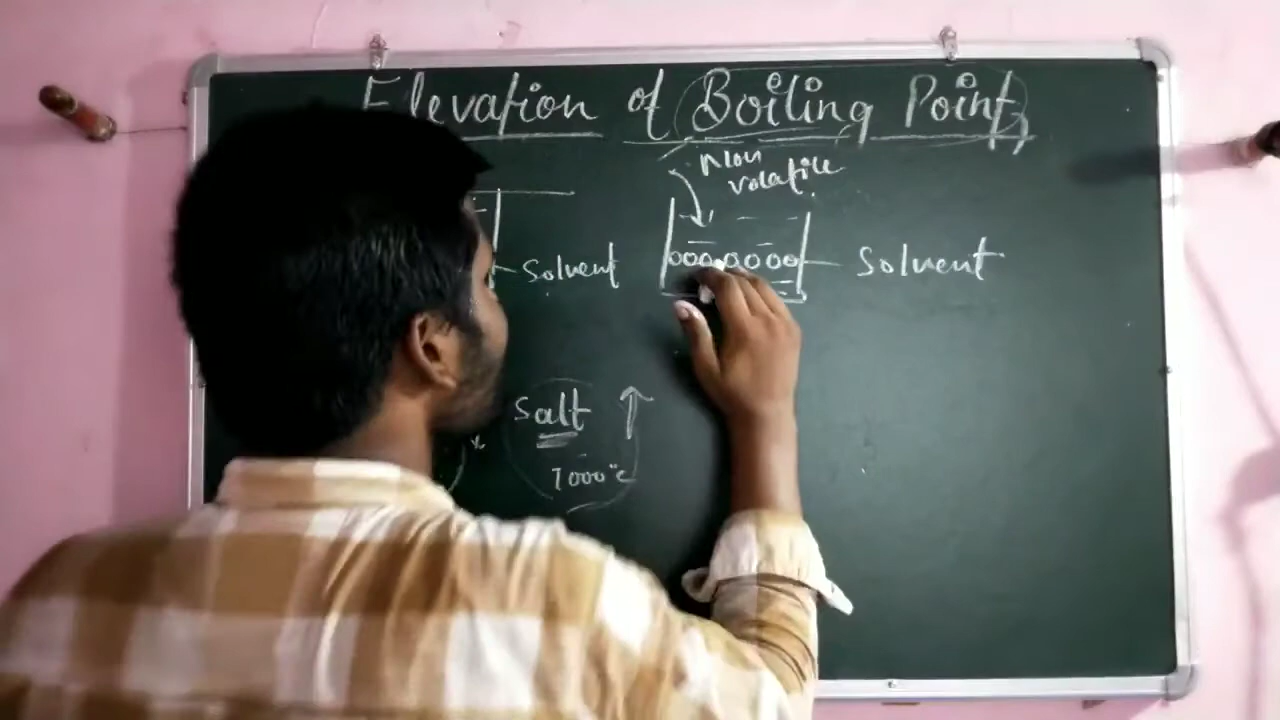 Elevation of Boiling Point
Non
volatile
Solvent
Solvent
Salt
1000°c